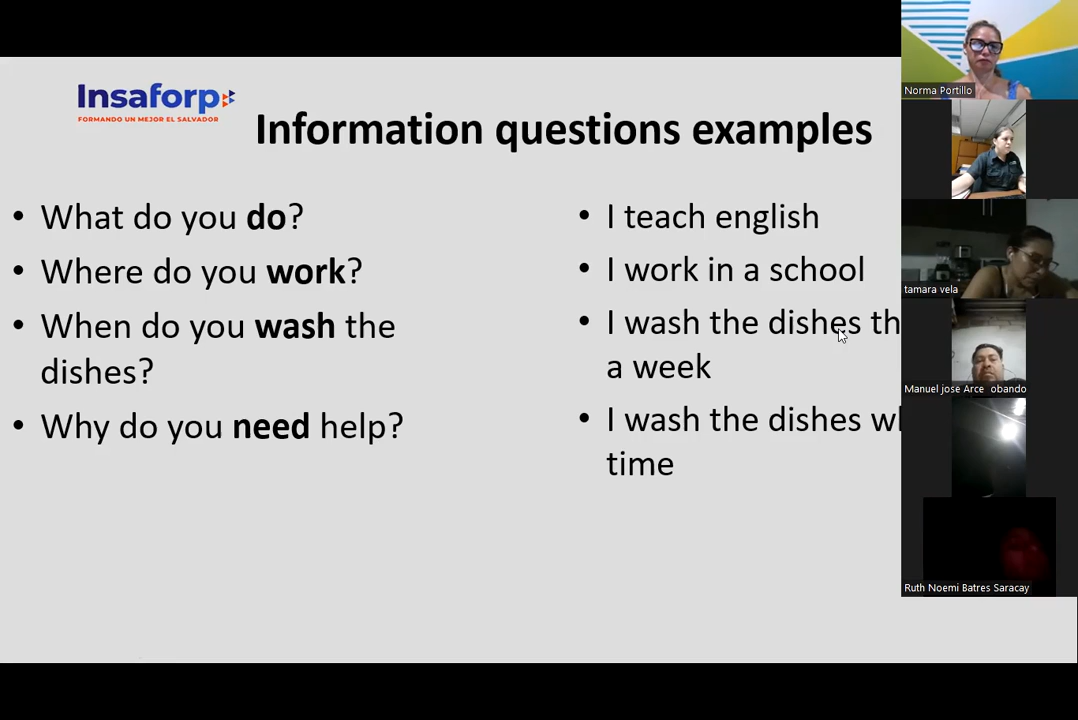 Insaforp
FORMANDO UN MEJOR EL SALVADOR
Information questions examples
• What do you do?
• Where do you work?
• When do you wash the
dishes?
• Why do you need help?
• I teach english
• I work in a school
• I wash the dishes
a week
• I wash the dishes
time
Norma Portillo
tamara vela
Manuel jose Arce obando
Ruth Noemi Batres Saracay